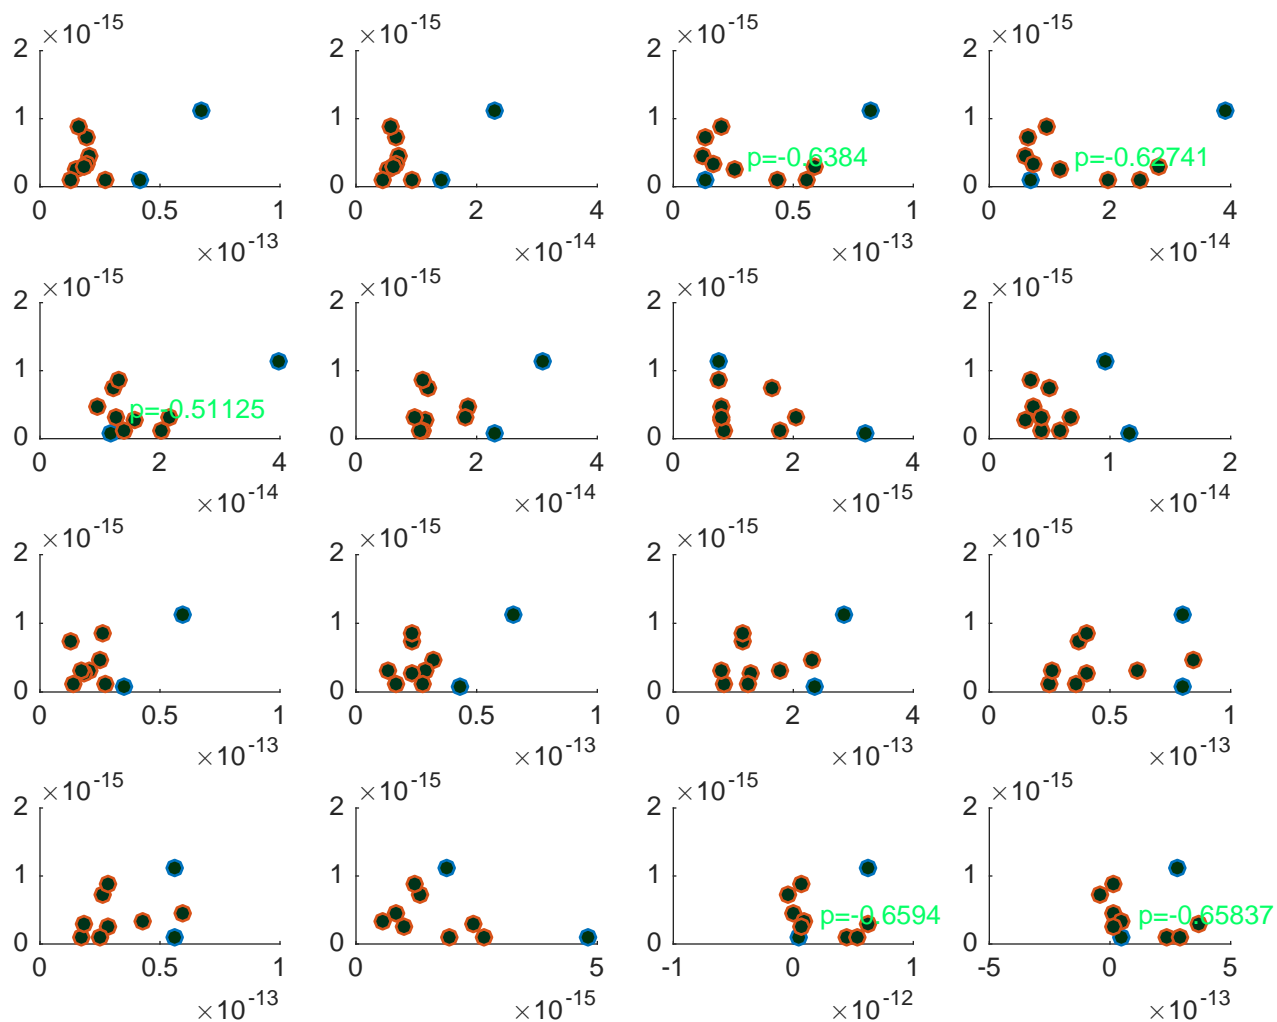 ×10-15 ×10-15 ×10-15 ×10-15
2 2 2 2
1 1 1 1
p=-0.6384 p=-0.62741
0 0 0 0
0 0.5 1 0 2 4 0 0.5 1 0 2 4
×10-13 ×10-14 ×10-13 ×10-14
×10-15 ×10-15 ×10-15 ×10-15
2 2 2 2
1 1 1 1
p=-0.51125
0 0 0 0
0 2 4 0 2 4 0 2 4 0 1 2
×10-14 ×10-14 ×10-15 ×10-14
×10-15 ×10-15 ×10-15 ×10-15
2 2 2 2
1 1 1 1
0 0 0 0
0 0.5 1 0 0.5 1 0 2 4 0 0.5 1
×10-13 ×10-13 ×10-13 ×10-13
×10-15 ×10-15 ×10-15 ×10-15
2 2 2 2
1 1 1 1
p=-0.6594 p=-0.65837
0 0 0 0
0 0.5 1 0 5 -1 0 1 -5 0 5
×10-13 ×10-15 ×10-12 ×10-13